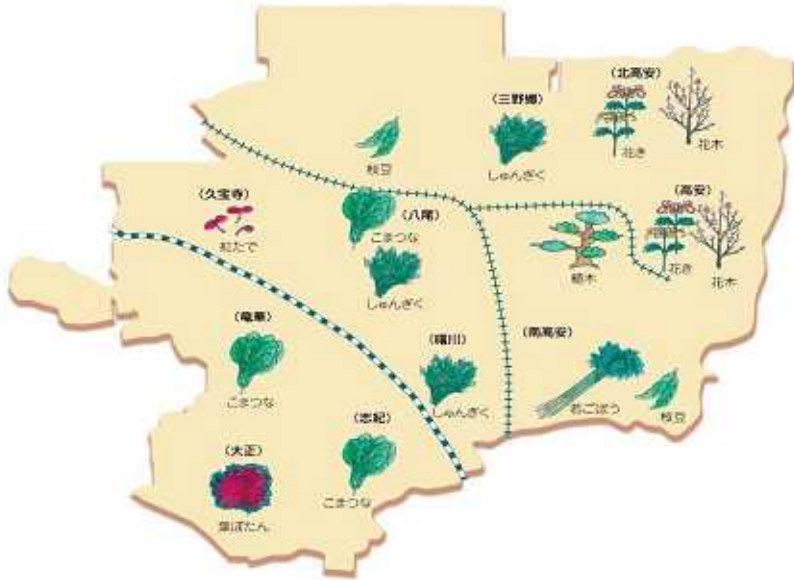 （北高安）
花き
花木
（三野郷）
しゅんぎく
枝豆
（久宝寺）
紅たで
（八尾）
こまつな
しゅんぎく
（高安）
植木
花き
花木
（竜華）
こまつな
（曙川）
しゅんぎく
（南高安）
若ごぼう
枝豆
（志紀）
こまつな
（大正）
葉ぼたん